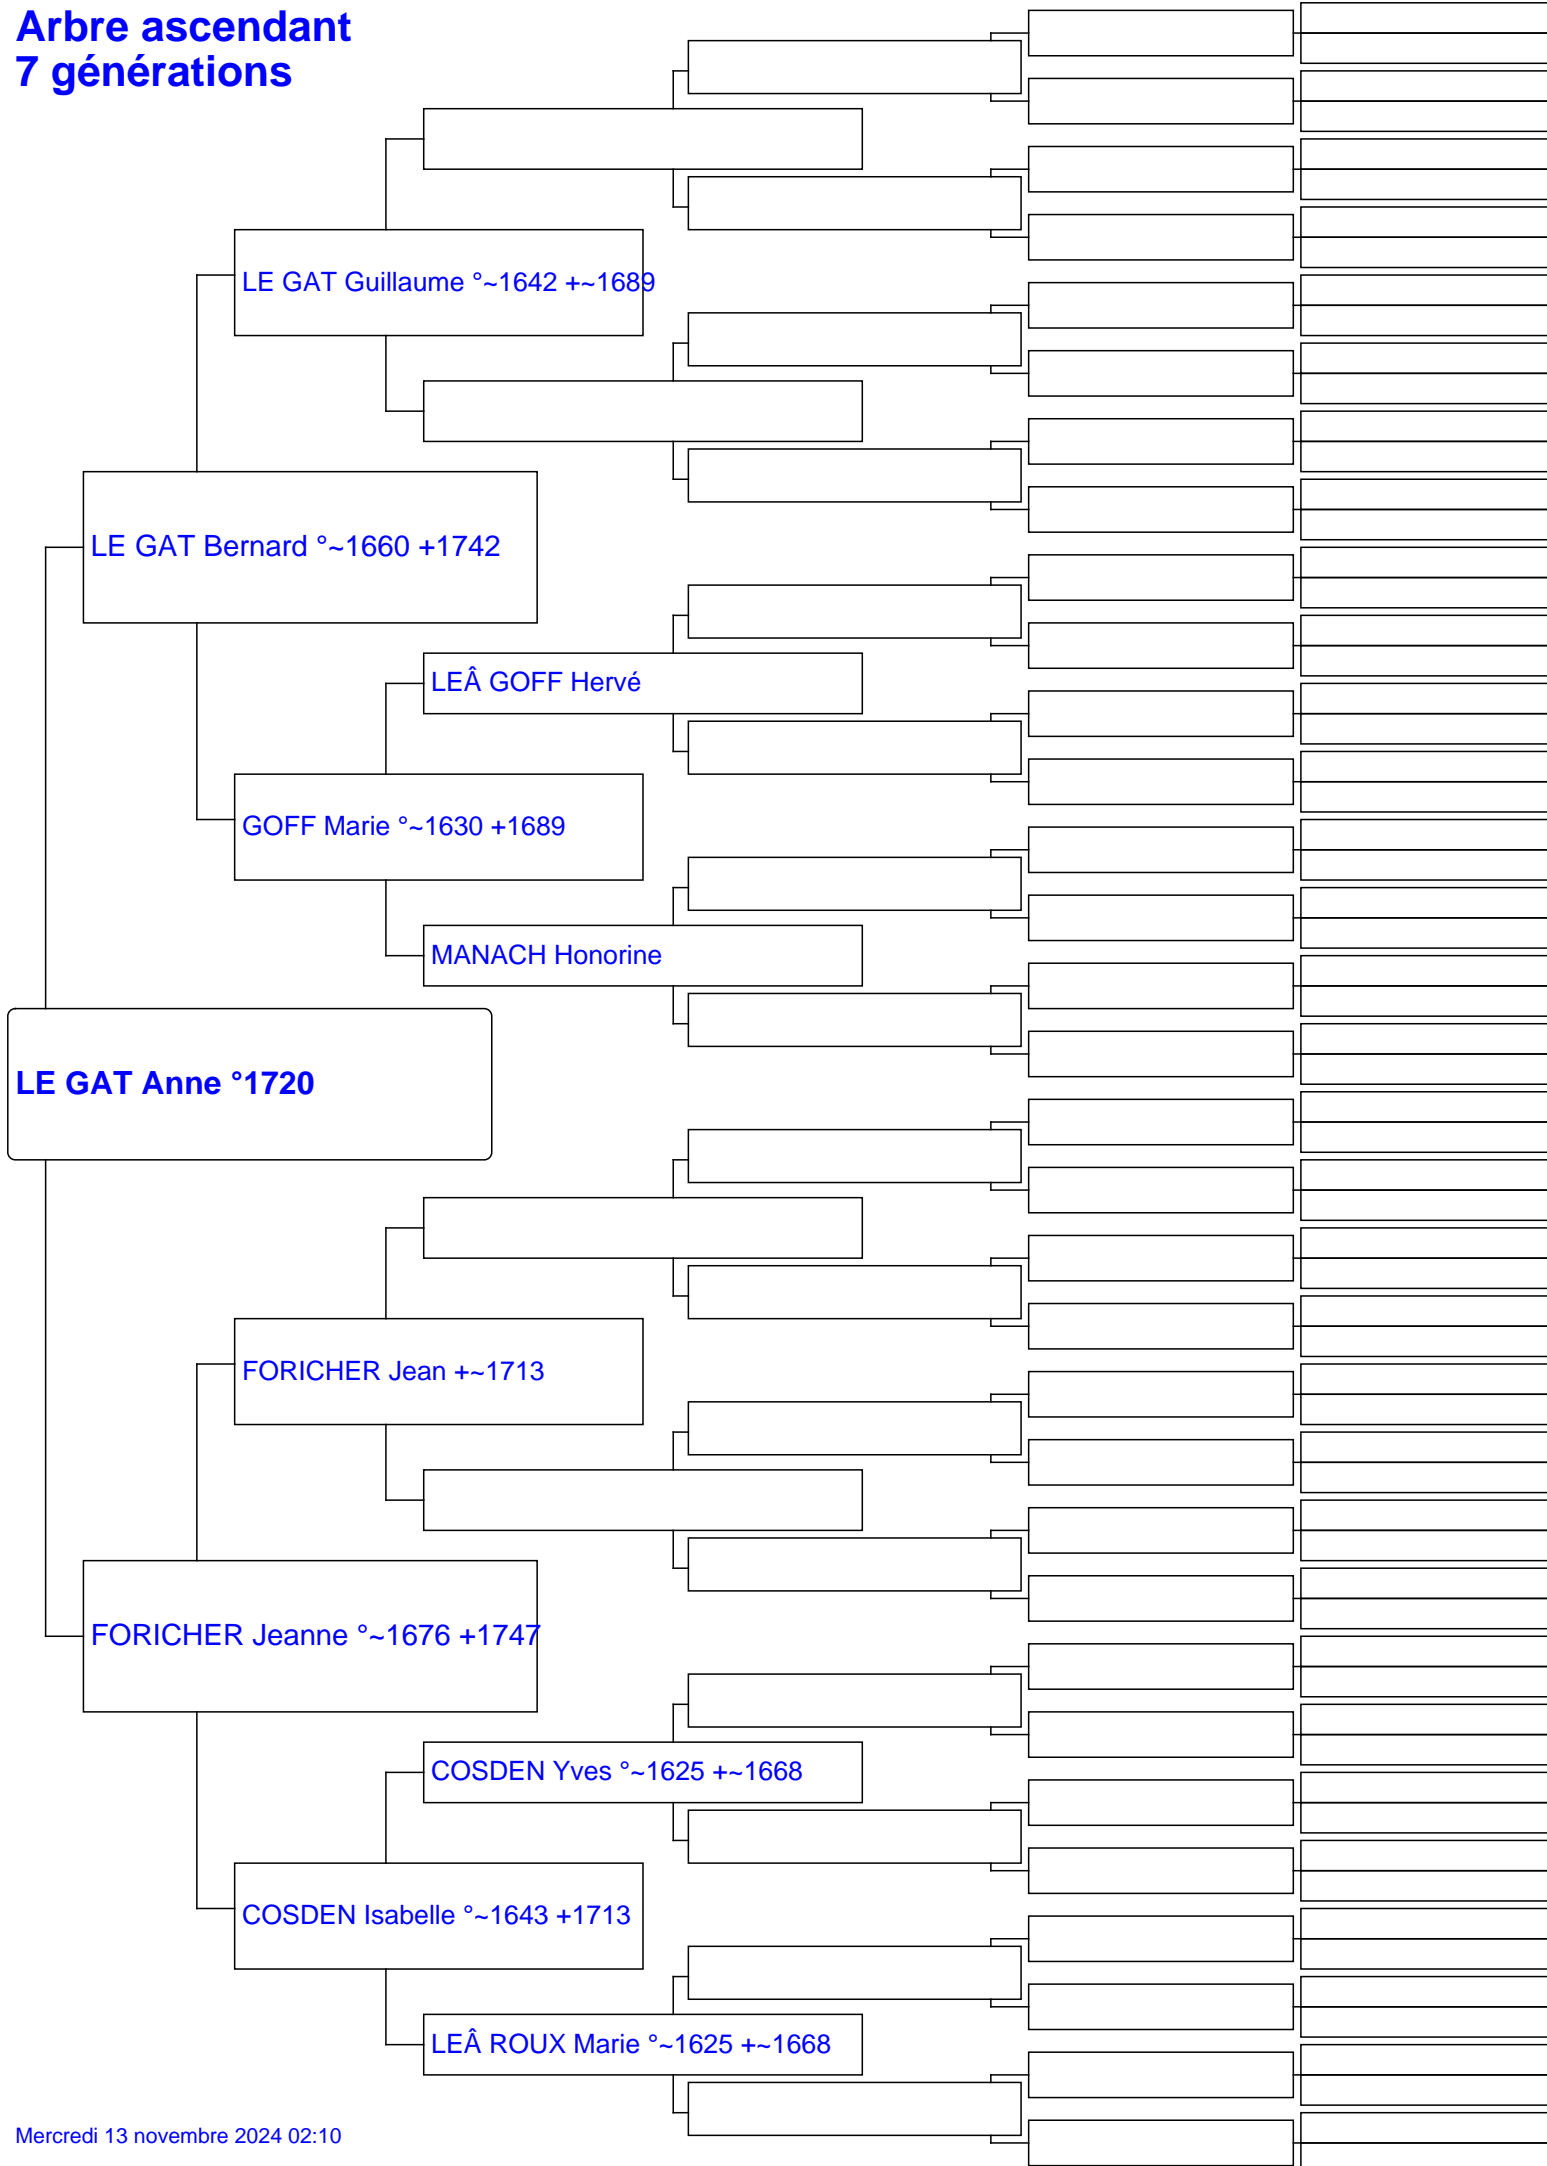 Arbre ascendant
7 générations
LE GAT Guillaume °~1642 +~1689
LE GAT Bernard °~1660 +1742
LEÂ GOFF Hervé
GOFF Marie °~1630 +1689
MANACH Honorine
LE GAT Anne °1720
FORICHER Jean +~1713
FORICHER Jeanne °~1676 +1747
COSDEN Yves °~1625 +~1668
COSDEN Isabelle °~1643 +1713
LEÂ ROUX Marie °~1625 +~1668
Mercredi 13 novembre 2024 02:10